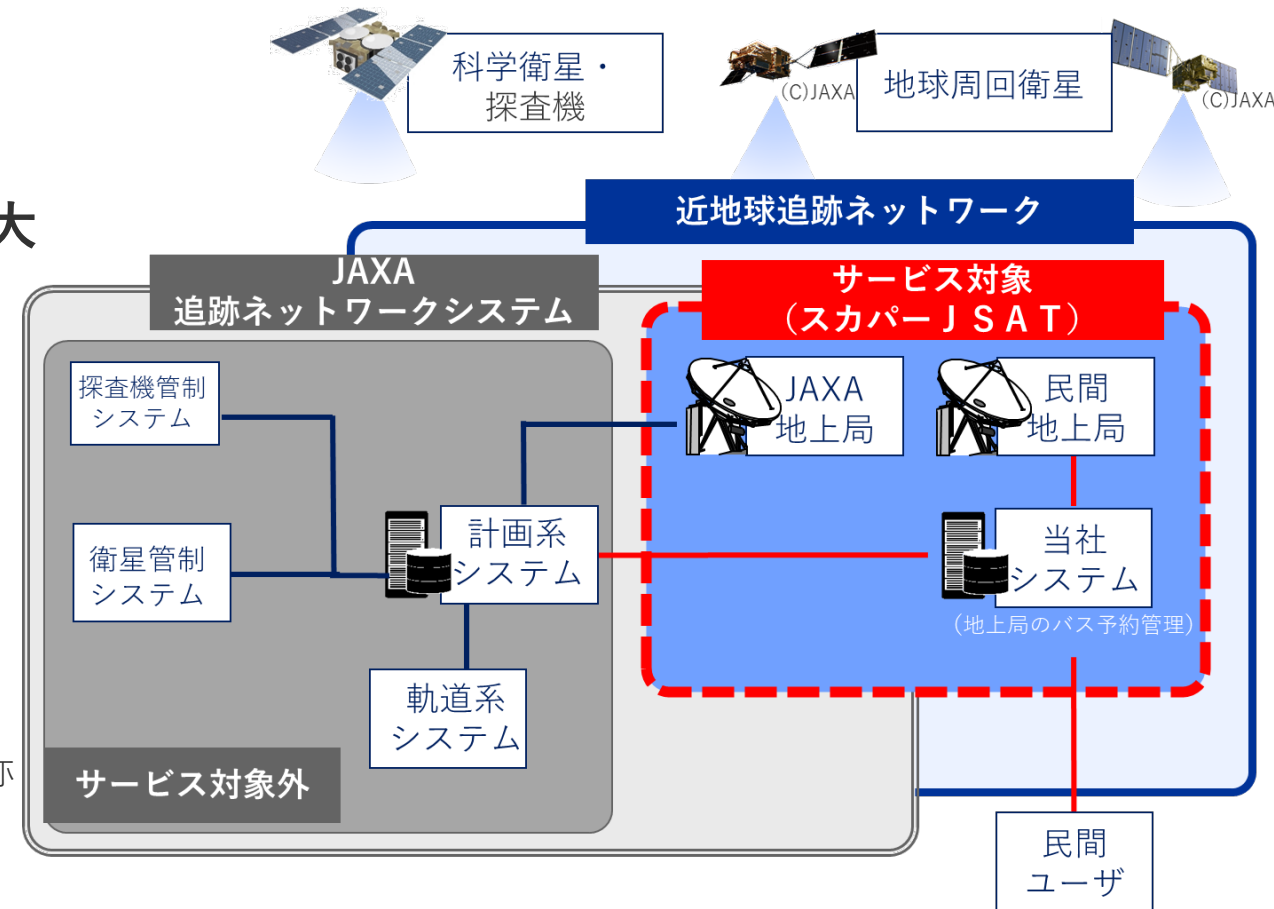 科学衛星・
探査機
(C)JAXA
地球周回衛星
(C)JAXA
大
近地球追跡ネットワーク
JAXA
追跡ネットワークシステム
サービス対象
（スカパーＪＳＡＴ）
探査機管制
システム
JAXA
地上局
民間
地上局
衛星管制
システム
計画系
システム
当社
システム
（地上局のバス予約管理）
軌道系
システム
サービス対象外
民間
ユーザ